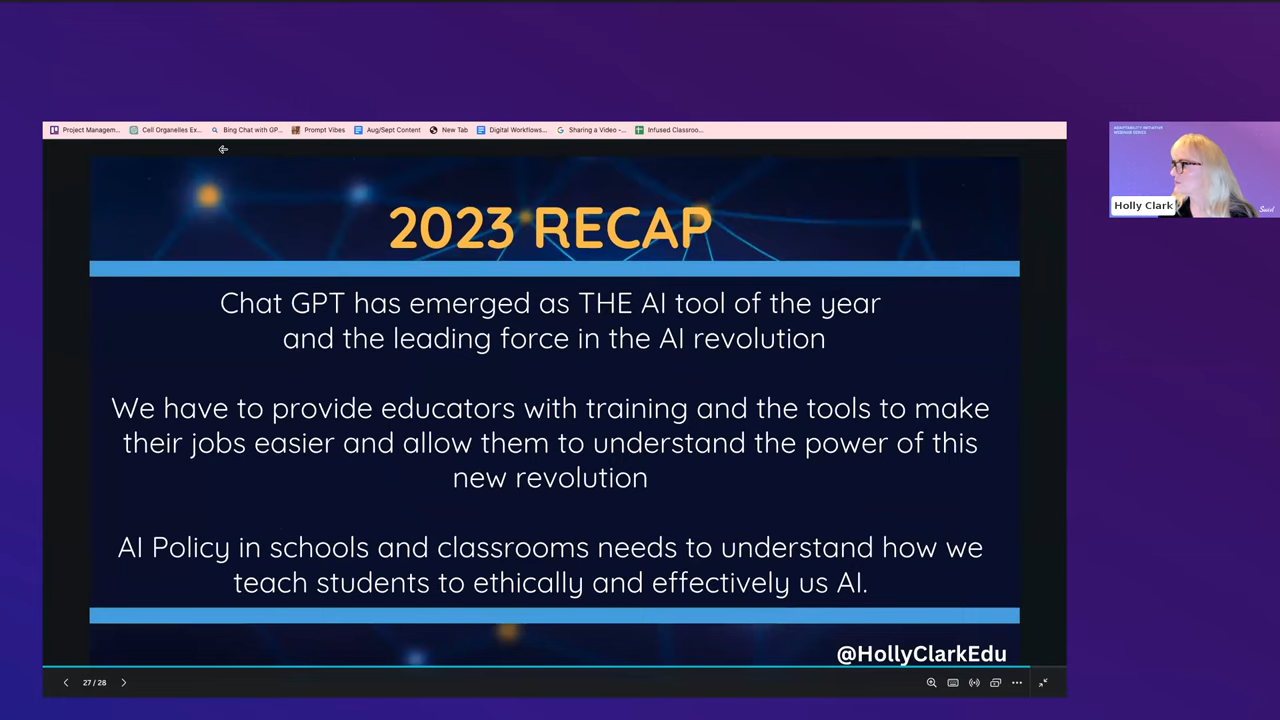 Project Managem... Cell Organelles Ex... Bing Chat with GP... Prompt Vibes Aug/Sept Content New Tab Digital Workflows... Sharing a Video -... Infused Classroo...
ADAPTABILITY INITIATIVE
WEBINAR SERIES
Holly Clark
2023 RECAP
Chat GPT has emerged as THE AI tool of the year
and the leading force in the AI revolution
We have to provide educators with training and the tools to make
their jobs easier and allow them to understand the power of this
new revolution
AI Policy in schools and classrooms needs to understand how we
teach students to ethically and effectively us AI.
@HollyClarkEdu
27 / 28